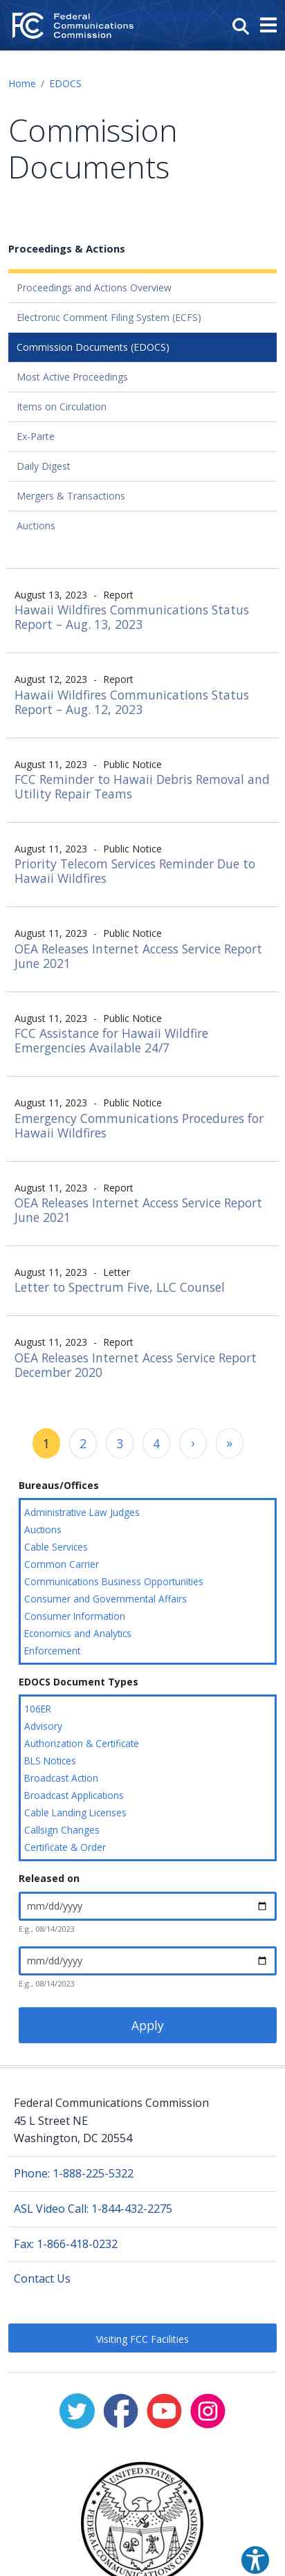 FC Federal
Communications
Commission
Home / EDOCS
Commission
Documents
Proceedings & Actions
Proceedings and Actions Overview
Electronic Comment Filing System (ECFS)
Commission Documents (EDOCS)
Most Active Proceedings
Items on Circulation
Ex-Parte
Daily Digest
Mergers & Transactions
Auctions
August 13, 2023 - Report
Hawaii Wildfires Communications Status
Report – Aug. 13, 2023
August 12, 2023 - Report
Hawaii Wildfires Communications Status
Report – Aug. 12, 2023
August 11, 2023 - Public Notice
FCC Reminder to Hawaii Debris Removal and
Utility Repair Teams
August 11, 2023 - Public Notice
Priority Telecom Services Reminder Due to
Hawaii Wildfires
August 11, 2023 - Public Notice
OEA Releases Internet Access Service Report
June 2021
August 11, 2023 - Public Notice
FCC Assistance for Hawaii Wildfire
Emergencies Available 24/7
August 11, 2023 - Public Notice
Emergency Communications Procedures for
Hawaii Wildfires
August 11, 2023 - Report
OEA Releases Internet Access Service Report
June 2021
August 11, 2023 - Letter
Letter to Spectrum Five, LLC Counsel
August 11, 2023 - Report
OEA Releases Internet Acess Service Report
December 2020
1 2 3 4 › »
Bureaus/Offices
Administrative Law Judges
Auctions
Cable Services
Common Carrier
Communications Business Opportunities
Consumer and Governmental Affairs
Consumer Information
Economics and Analytics
Enforcement
EDOCS Document Types
106ER
Advisory
Authorization & Certificate
BLS Notices
Broadcast Action
Broadcast Applications
Cable Landing Licenses
Callsign Changes
Certificate & Order
Released on
mm/dd/yyyy
E.g., 08/14/2023
mm/dd/yyyy
E.g., 08/14/2023
Apply
Federal Communications Commission
45 L Street NE
Washington, DC 20554
Phone: 1-888-225-5322
ASL Video Call: 1-844-432-2275
Fax: 1-866-418-0232
Contact Us
Visiting FCC Facilities
FEDERAL COMMUNICATIONS